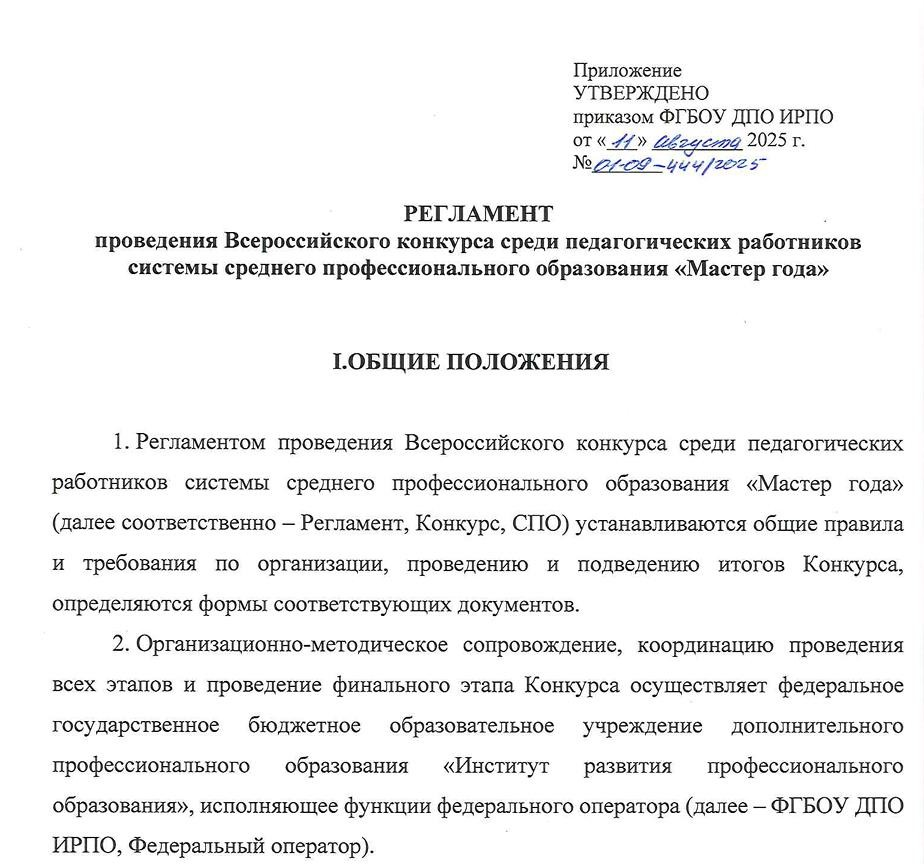 Приложение
УТВЕРЖДЕНО
приказом ФГБОУ ДПО ИРПО
от «11» августа 2025 г.
№01-09-444/2025
РЕГЛАМЕНТ
проведения Всероссийского конкурса среди педагогических работников
системы среднего профессионального образования «Мастер года»
I.ОБЩИЕ ПОЛОЖЕНИЯ
1. Регламентом проведения Всероссийского конкурса среди педагогических
работников системы среднего профессионального образования «Мастер года»
(далее соответственно – Регламент, Конкурс, СПО) устанавливаются общие правила
и требования по организации, проведению и подведению итогов Конкурса,
определяются формы соответствующих документов.
2. Организационно-методическое сопровождение, координацию проведения
всех этапов и проведение финального этапа Конкурса осуществляет федеральное
государственное бюджетное образовательное учреждение дополнительного
профессионального образования «Институт развития профессионального
образования», исполняющее функции федерального оператора (далее – ФГБОУ ДПО
ИРПО, Федеральный оператор).